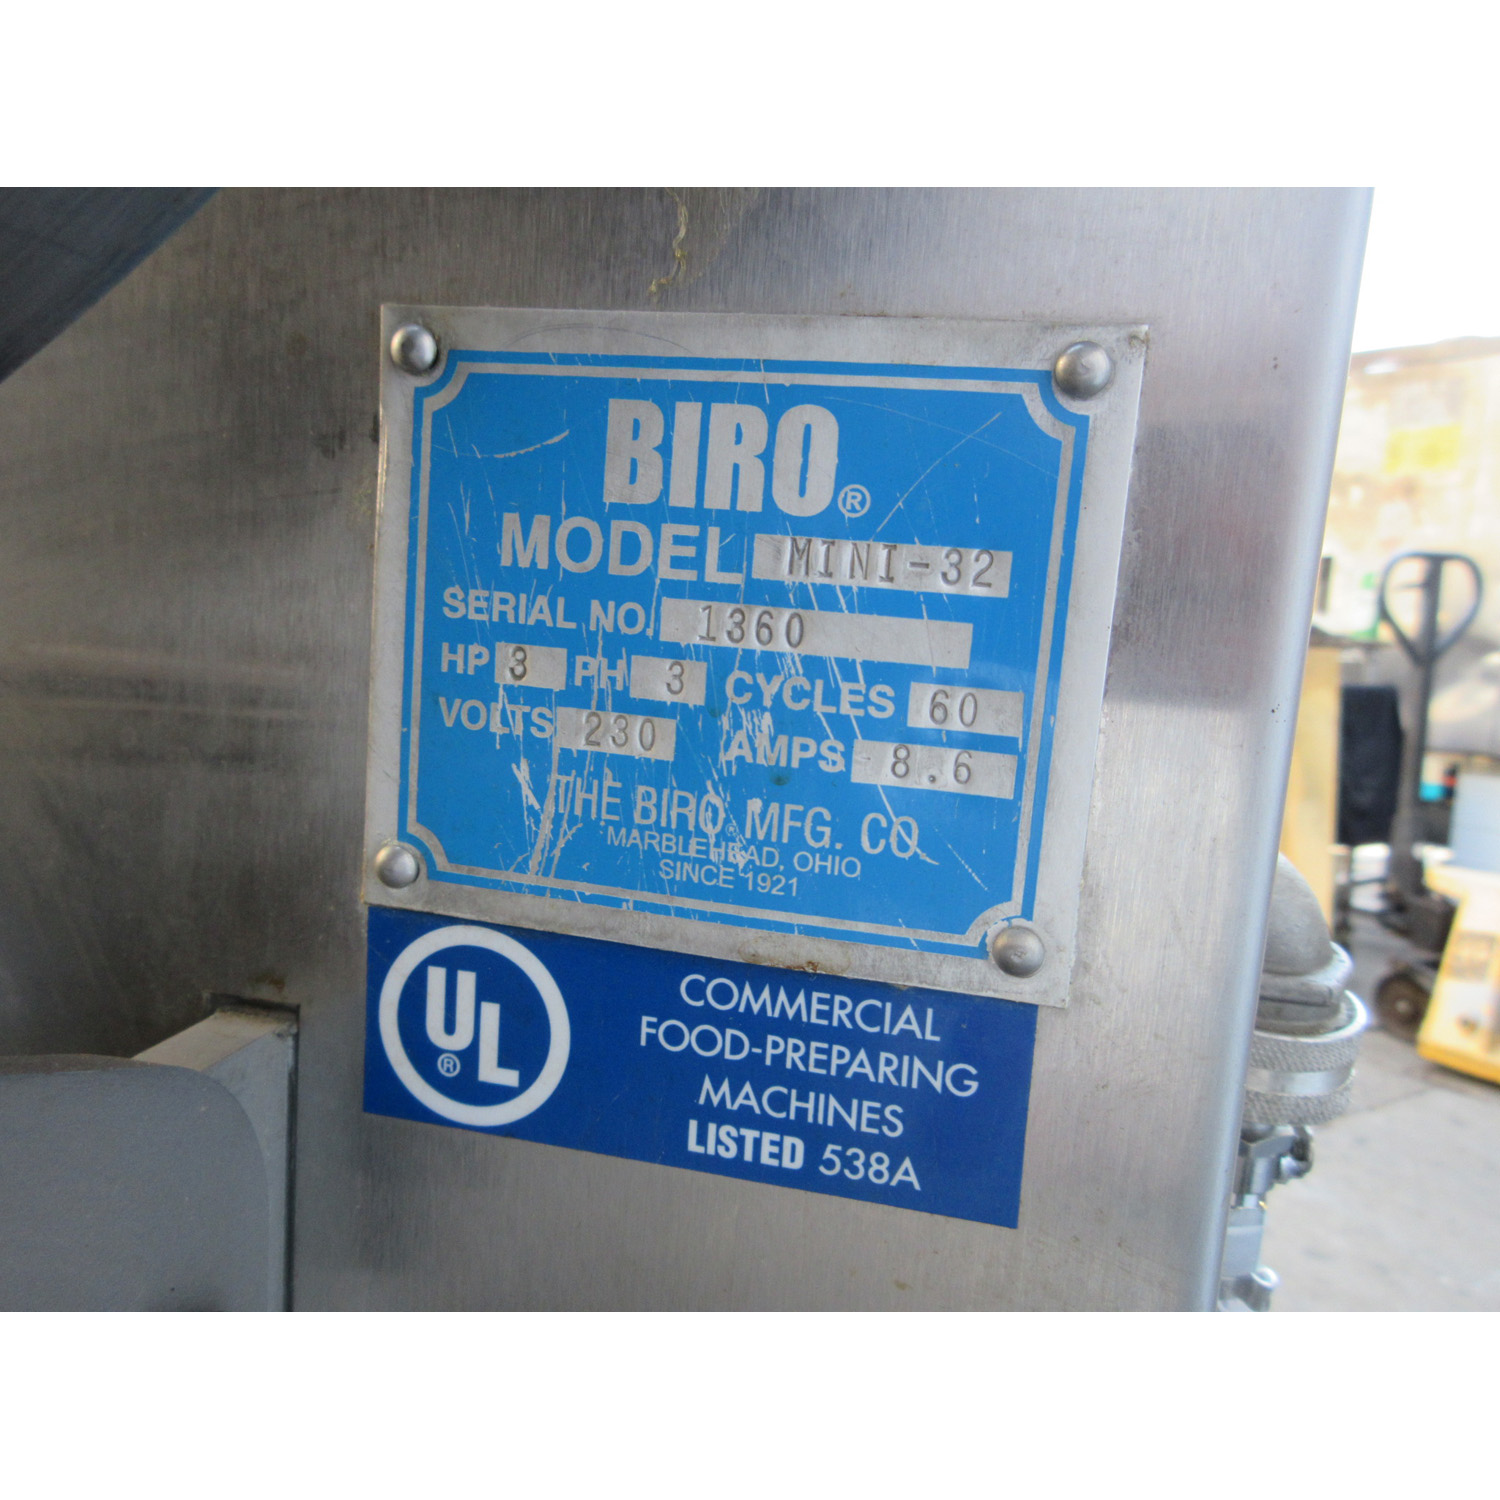 BIRO®
MODEL MINI-32
SERIAL NO. 1360
HP 3 PH 3 CYCLES 60
VOLTS 230 AMPS 8.6
THE BIRO MFG. CO.
MARBLEHEAD, OHIO
SINCE 1921
UL®
COMMERCIAL
FOOD-PREPARING
MACHINES
LISTED 538A